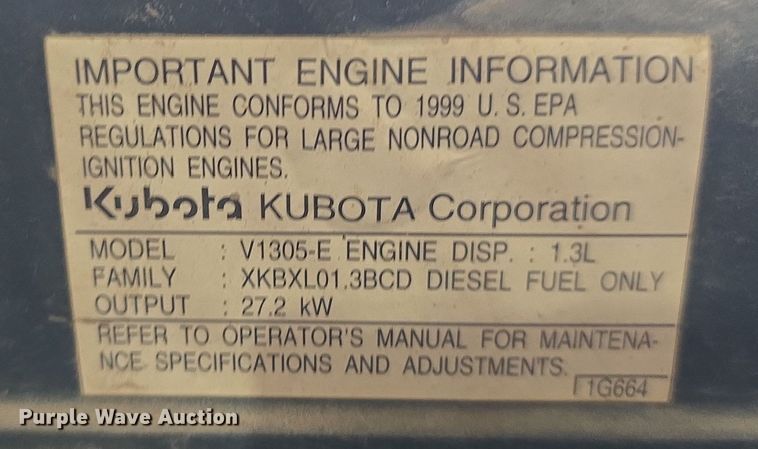 IMPORTANT ENGINE INFORMATION
THIS ENGINE CONFORMS TO 1999 U. S. EPA
REGULATIONS FOR LARGE NONROAD COMPRESSION-
IGNITION ENGINES.
Kubota KUBOTA Corporation
MODEL : V1305-E ENGINE DISP. : 1.3L
FAMILY : XKBXL01.3BCD DIESEL FUEL ONLY
OUTPUT : 27.2 kW
REFER TO OPERATOR'S MANUAL FOR MAINTENA-
NCE SPECIFICATIONS AND ADJUSTMENTS.
1G664
Purple Wave Auction